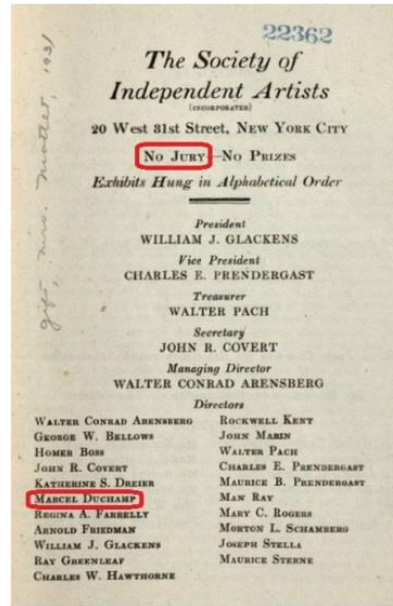 22362
The Society of
Independent Artists
(INCORPORATED)
20 West 31st Street, New York City
No Jury—No Prizes
Exhibits Hung in Alphabetical Order
President
WILLIAM J. GLACKENS
Vice President
CHARLES E. PRENDERGAST
Treasurer
WALTER PACH
Secretary
JOHN R. COVERT
Managing Director
WALTER CONRAD ARENSBERG
Directors
Walter Conrad Arensberg
George W. Bellows
Homer Boss
John R. Covert
Katherine S. Dreier
Marcel Duchamp
Regina A. Farrelly
Arnold Friedman
William J. Glackens
Ray Greenleaf
Charles W. Hawthorne
Rockwell Kent
John Marin
Walter Pach
Charles E. Prendergast
Maurice B. Prendergast
Man Ray
Mary C. Rogers
Morton L. Schamberg
Joseph Stella
Maurice Sterne
gift, mrs. mather, 1931